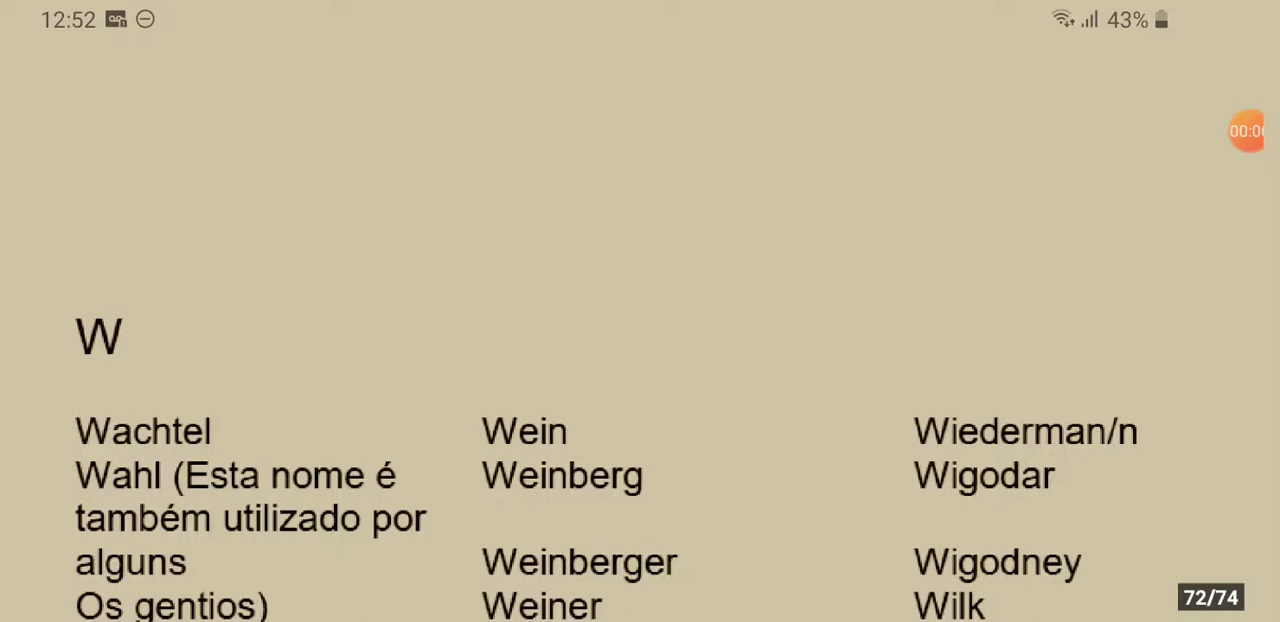 12:52
43%
00:0
W
Wachtel Wein Wiederman/n
Wahl (Esta nome é Weinberg Wigodar
também utilizado por
alguns Weinberger Wigodney
Os gentios) Weiner Wilk
72/74